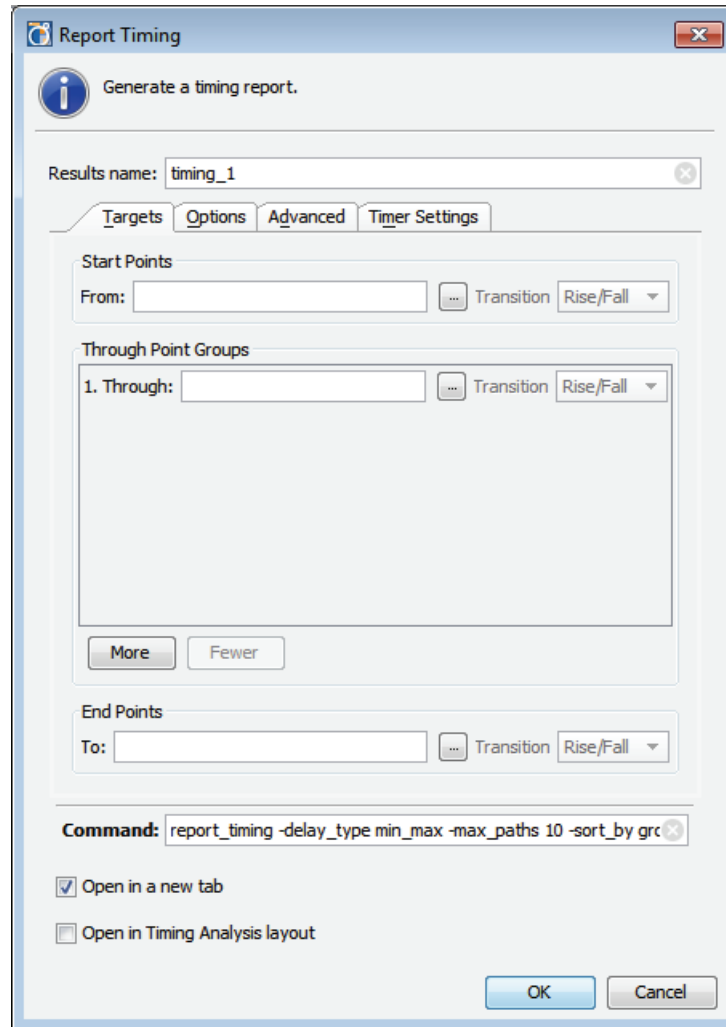 Report Timing
Generate a timing report.
Results name: timing_1
Targets Options Advanced Timer Settings
Start Points
From: ... Transition Rise/Fall
Through Point Groups
1. Through: ... Transition Rise/Fall
More Fewer
End Points
To: ... Transition Rise/Fall
Command: report_timing -delay_type min_max -max_paths 10 -sort_by gro
Open in a new tab
Open in Timing Analysis layout
OK Cancel